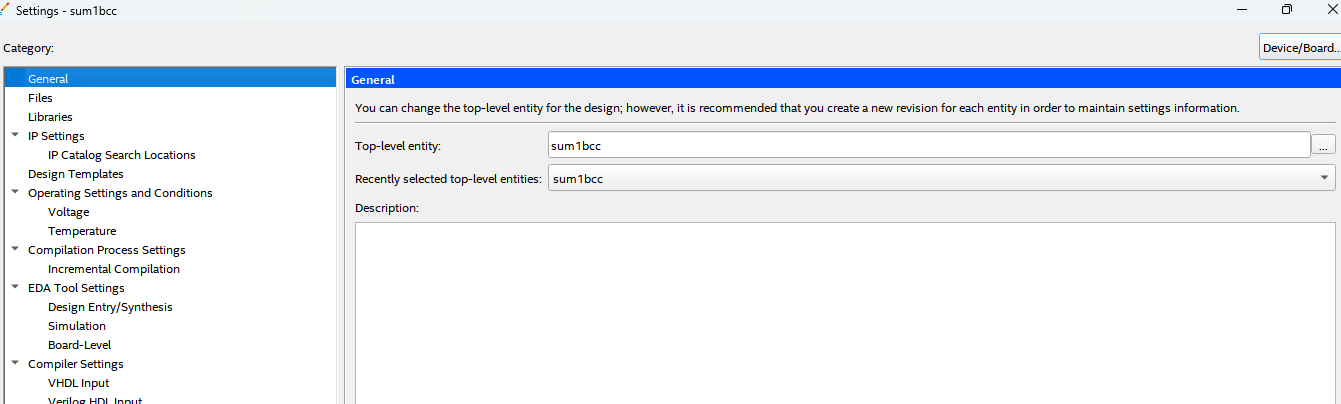 Settings - sum1bcc
Category:
Device/Board...
General
Files
Libraries
IP Settings
IP Catalog Search Locations
Design Templates
Operating Settings and Conditions
Voltage
Temperature
Compilation Process Settings
Incremental Compilation
EDA Tool Settings
Design Entry/Synthesis
Simulation
Board-Level
Compiler Settings
VHDL Input
Verilog HDL Input
General
You can change the top-level entity for the design; however, it is recommended that you create a new revision for each entity in order to maintain settings information.
Top-level entity: sum1bcc ...
Recently selected top-level entities: sum1bcc
Description: